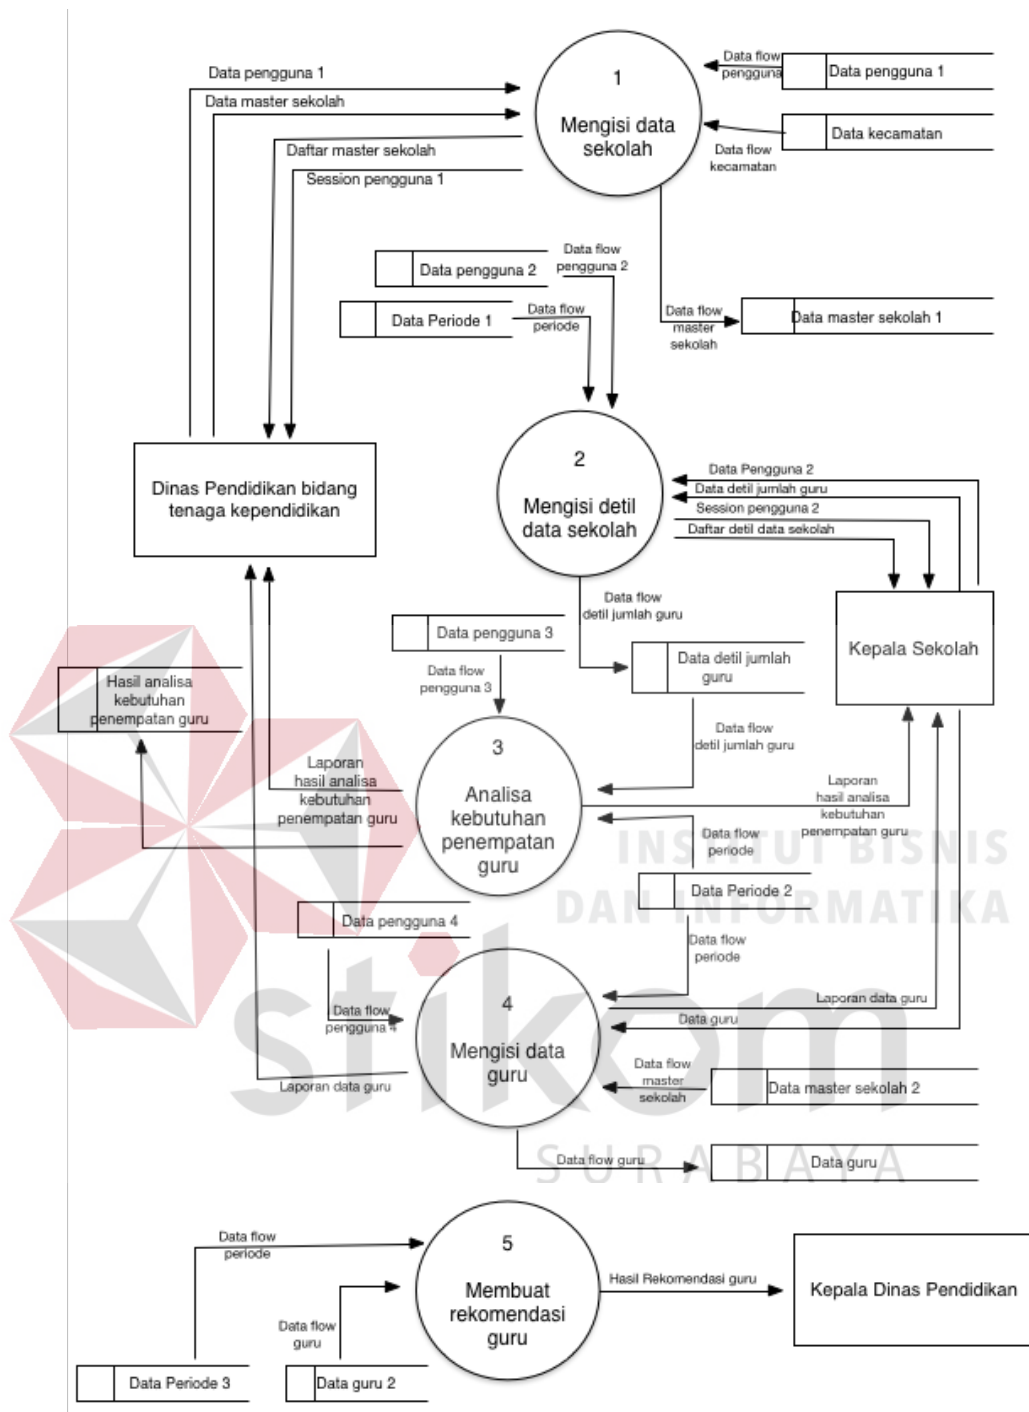 Data pengguna 1
Data master sekolah
Daftar master sekolah
Session pengguna 1
1
Mengisi data
sekolah
Data flow
pengguna
Data pengguna 1
Data kecamatan
Data flow
kecamatan
Data pengguna 2
Data flow
pengguna 2
Data Periode 1
Data flow
periode
Data flow
master
sekolah
Data master sekolah 1
Dinas Pendidikan bidang
tenaga kependidikan
2
Mengisi detil
data sekolah
Data Pengguna 2
Data detil jumlah guru
Session pengguna 2
Daftar detil data sekolah
Kepala Sekolah
Data flow
detil jumlah guru
Data pengguna 3
Data flow
pengguna 3
Data detil jumlah
guru
Data flow
detil jumlah guru
Hasil analisa
kebutuhan
penempatan guru
Laporan
hasil analisa
kebutuhan
penempatan guru
3
Analisa
kebutuhan
penempatan
guru
Laporan
hasil analisa
kebutuhan
penempatan guru
Data flow
periode
Data Periode 2
INSTITUT BISNIS
DAN INFORMATIKA
Data pengguna 4
Data flow
periode
Data flow
pengguna 4
4
Mengisi data
guru
Laporan data guru
Data guru
stikom
Laporan data guru
Data flow
master
sekolah
Data master sekolah 2
Data flow guru
Data guru
SURABAYA
Data flow
periode
5
Membuat
rekomendasi
guru
Hasil Rekomendasi guru
Kepala Dinas Pendidikan
Data flow
guru
Data Periode 3
Data guru 2